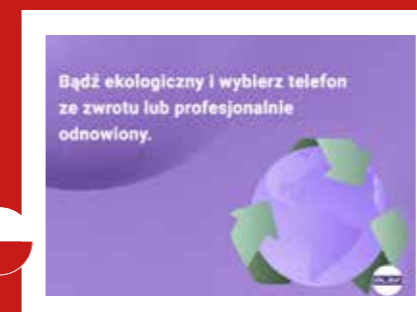 Bądź ekologiczny i wybierz telefon
ze zwrotu lub profesjonalnie
odnowiony.